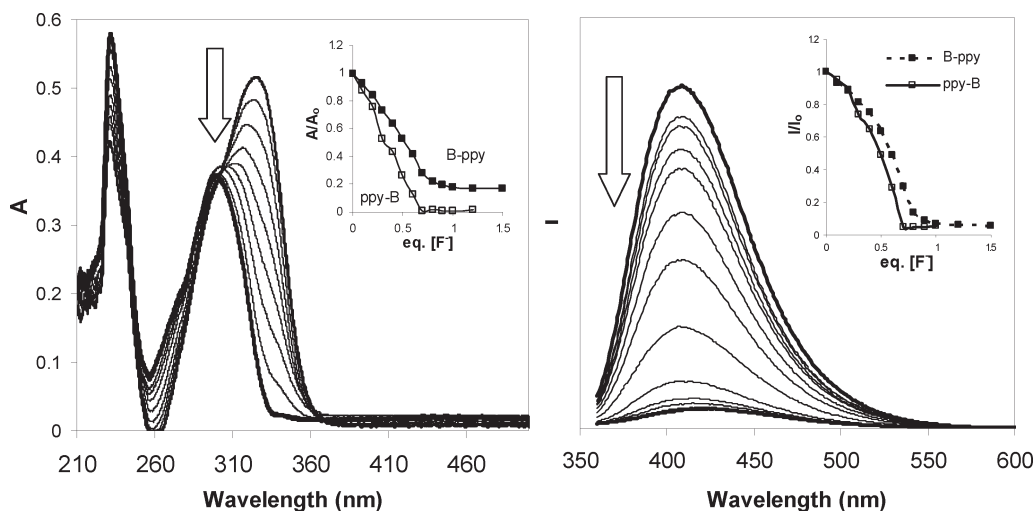 0.6
0.5
0.4
0.3
0.2
0.1
0
A
210 260 310 360 410 460
Wavelength (nm)
1.2
1
0.8
0.6
0.4
0.2
0
A/Ao
B-ppy
ppy-B
0 0.5 1 1.5
eq. [F-]
I
350 400 450 500 550 600
Wavelength (nm)
1.2
1
0.8
0.6
0.4
0.2
0
I/Io
B-ppy
ppy-B
0 0.5 1 1.5
eq. [F-]